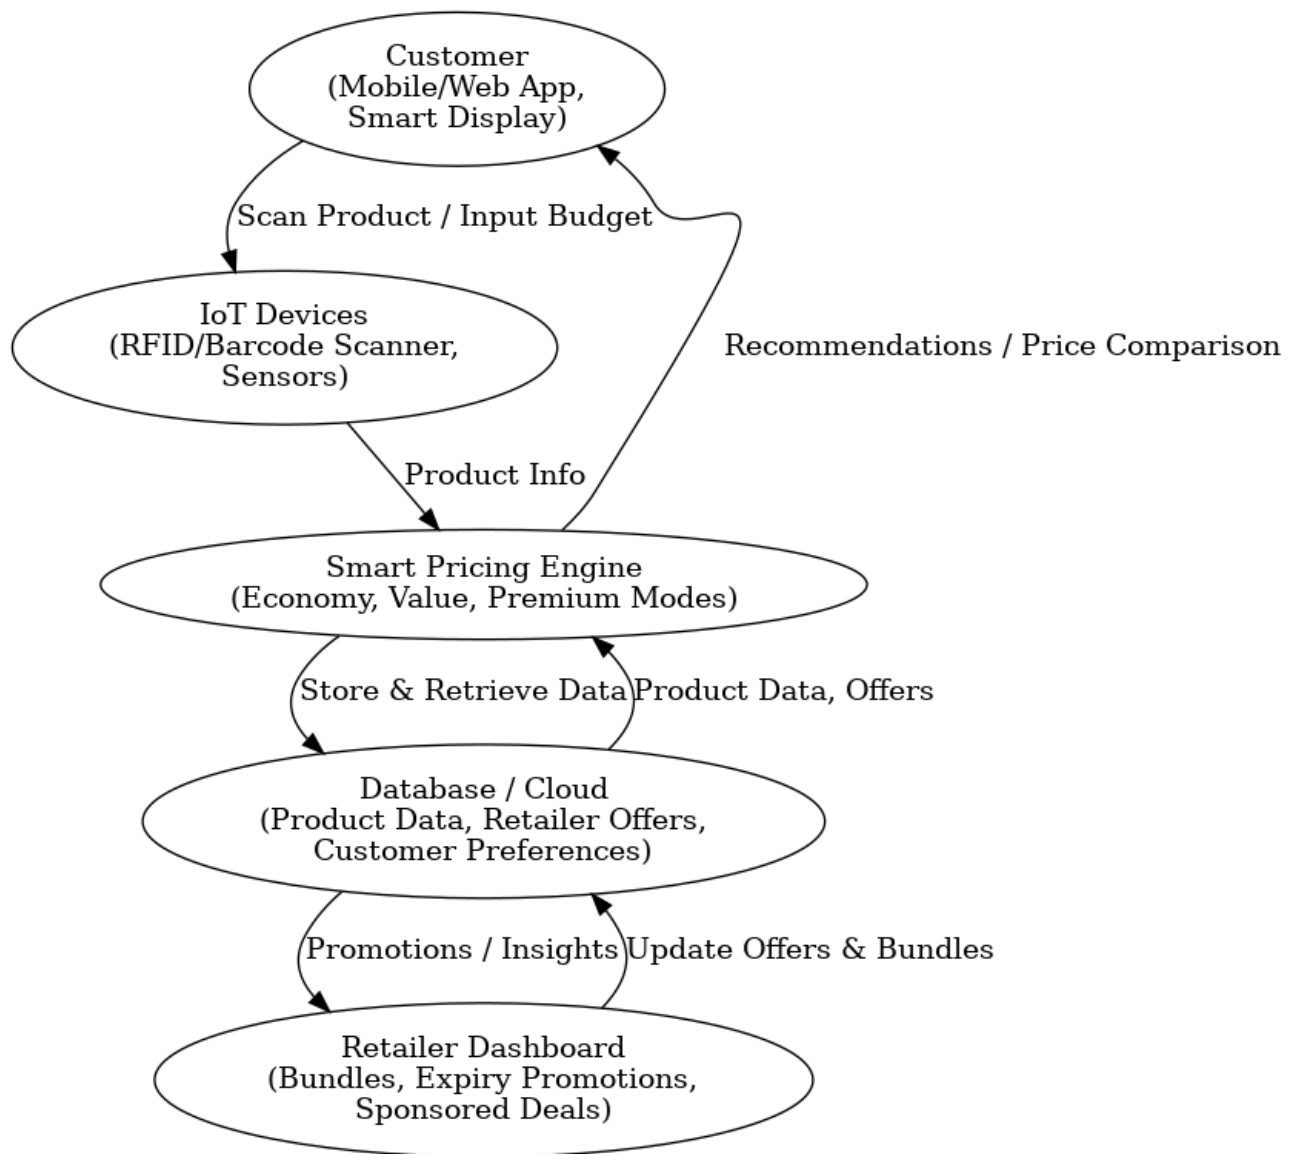 Customer
(Mobile/Web App,
Smart Display)
Scan Product / Input Budget
IoT Devices
(RFID/Barcode Scanner,
Sensors)
Recommendations / Price Comparison
Product Info
Smart Pricing Engine
(Economy, Value, Premium Modes)
Store & Retrieve Data
Product Data, Offers
Database / Cloud
(Product Data, Retailer Offers,
Customer Preferences)
Promotions / Insights
Update Offers & Bundles
Retailer Dashboard
(Bundles, Expiry Promotions,
Sponsored Deals)